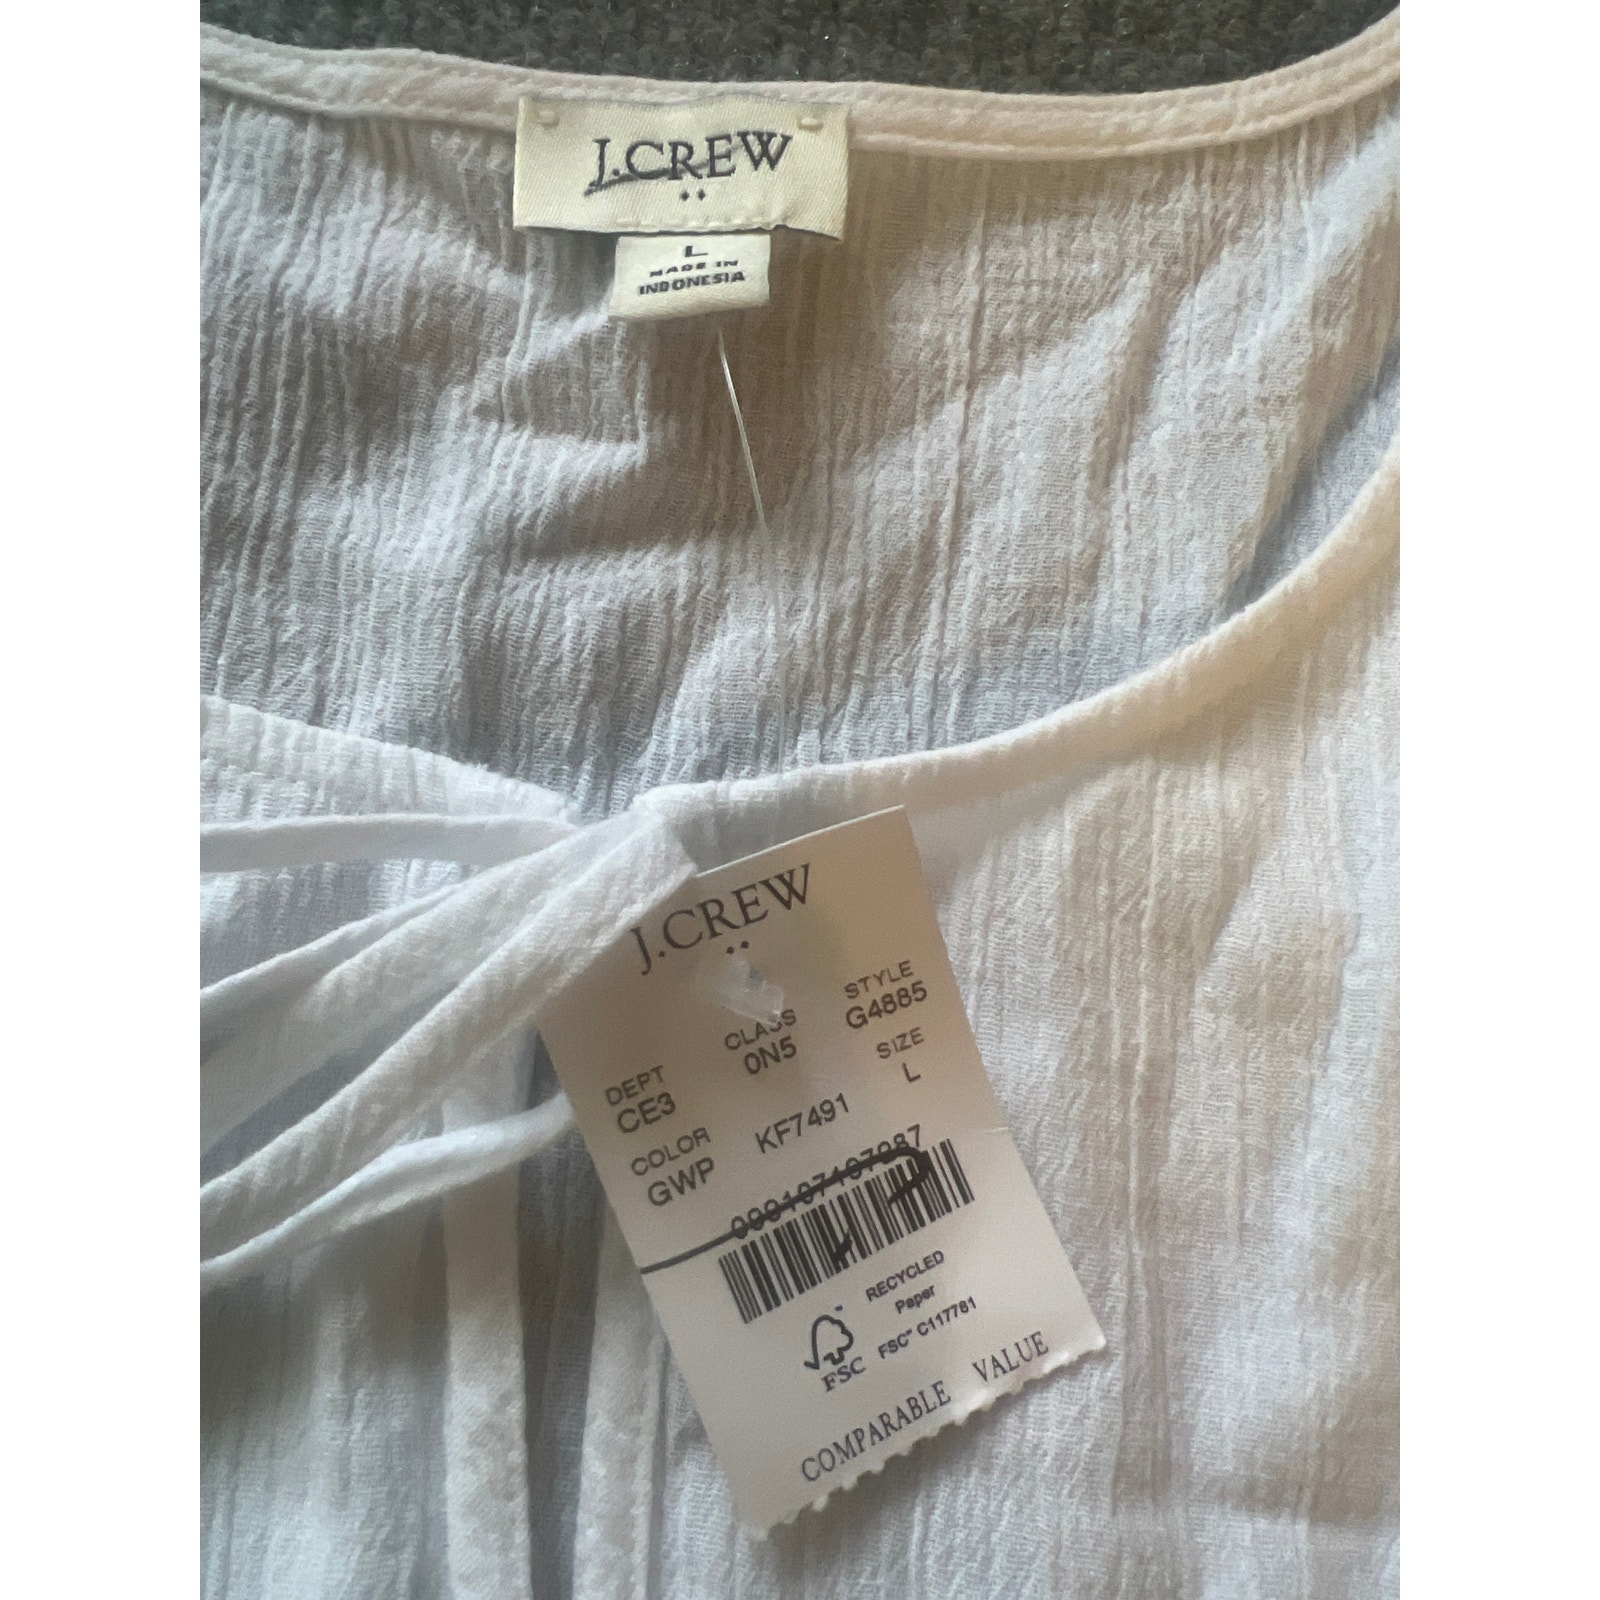 J.CREW
L
MADE IN
INDONESIA
J.CREW
DEPT CLASS STYLE
CE3 0N5 G4885
COLOR SIZE
GWP KF7491 L
RECYCLED
Paper
FSC FSC™ C117781
COMPARABLE VALUE